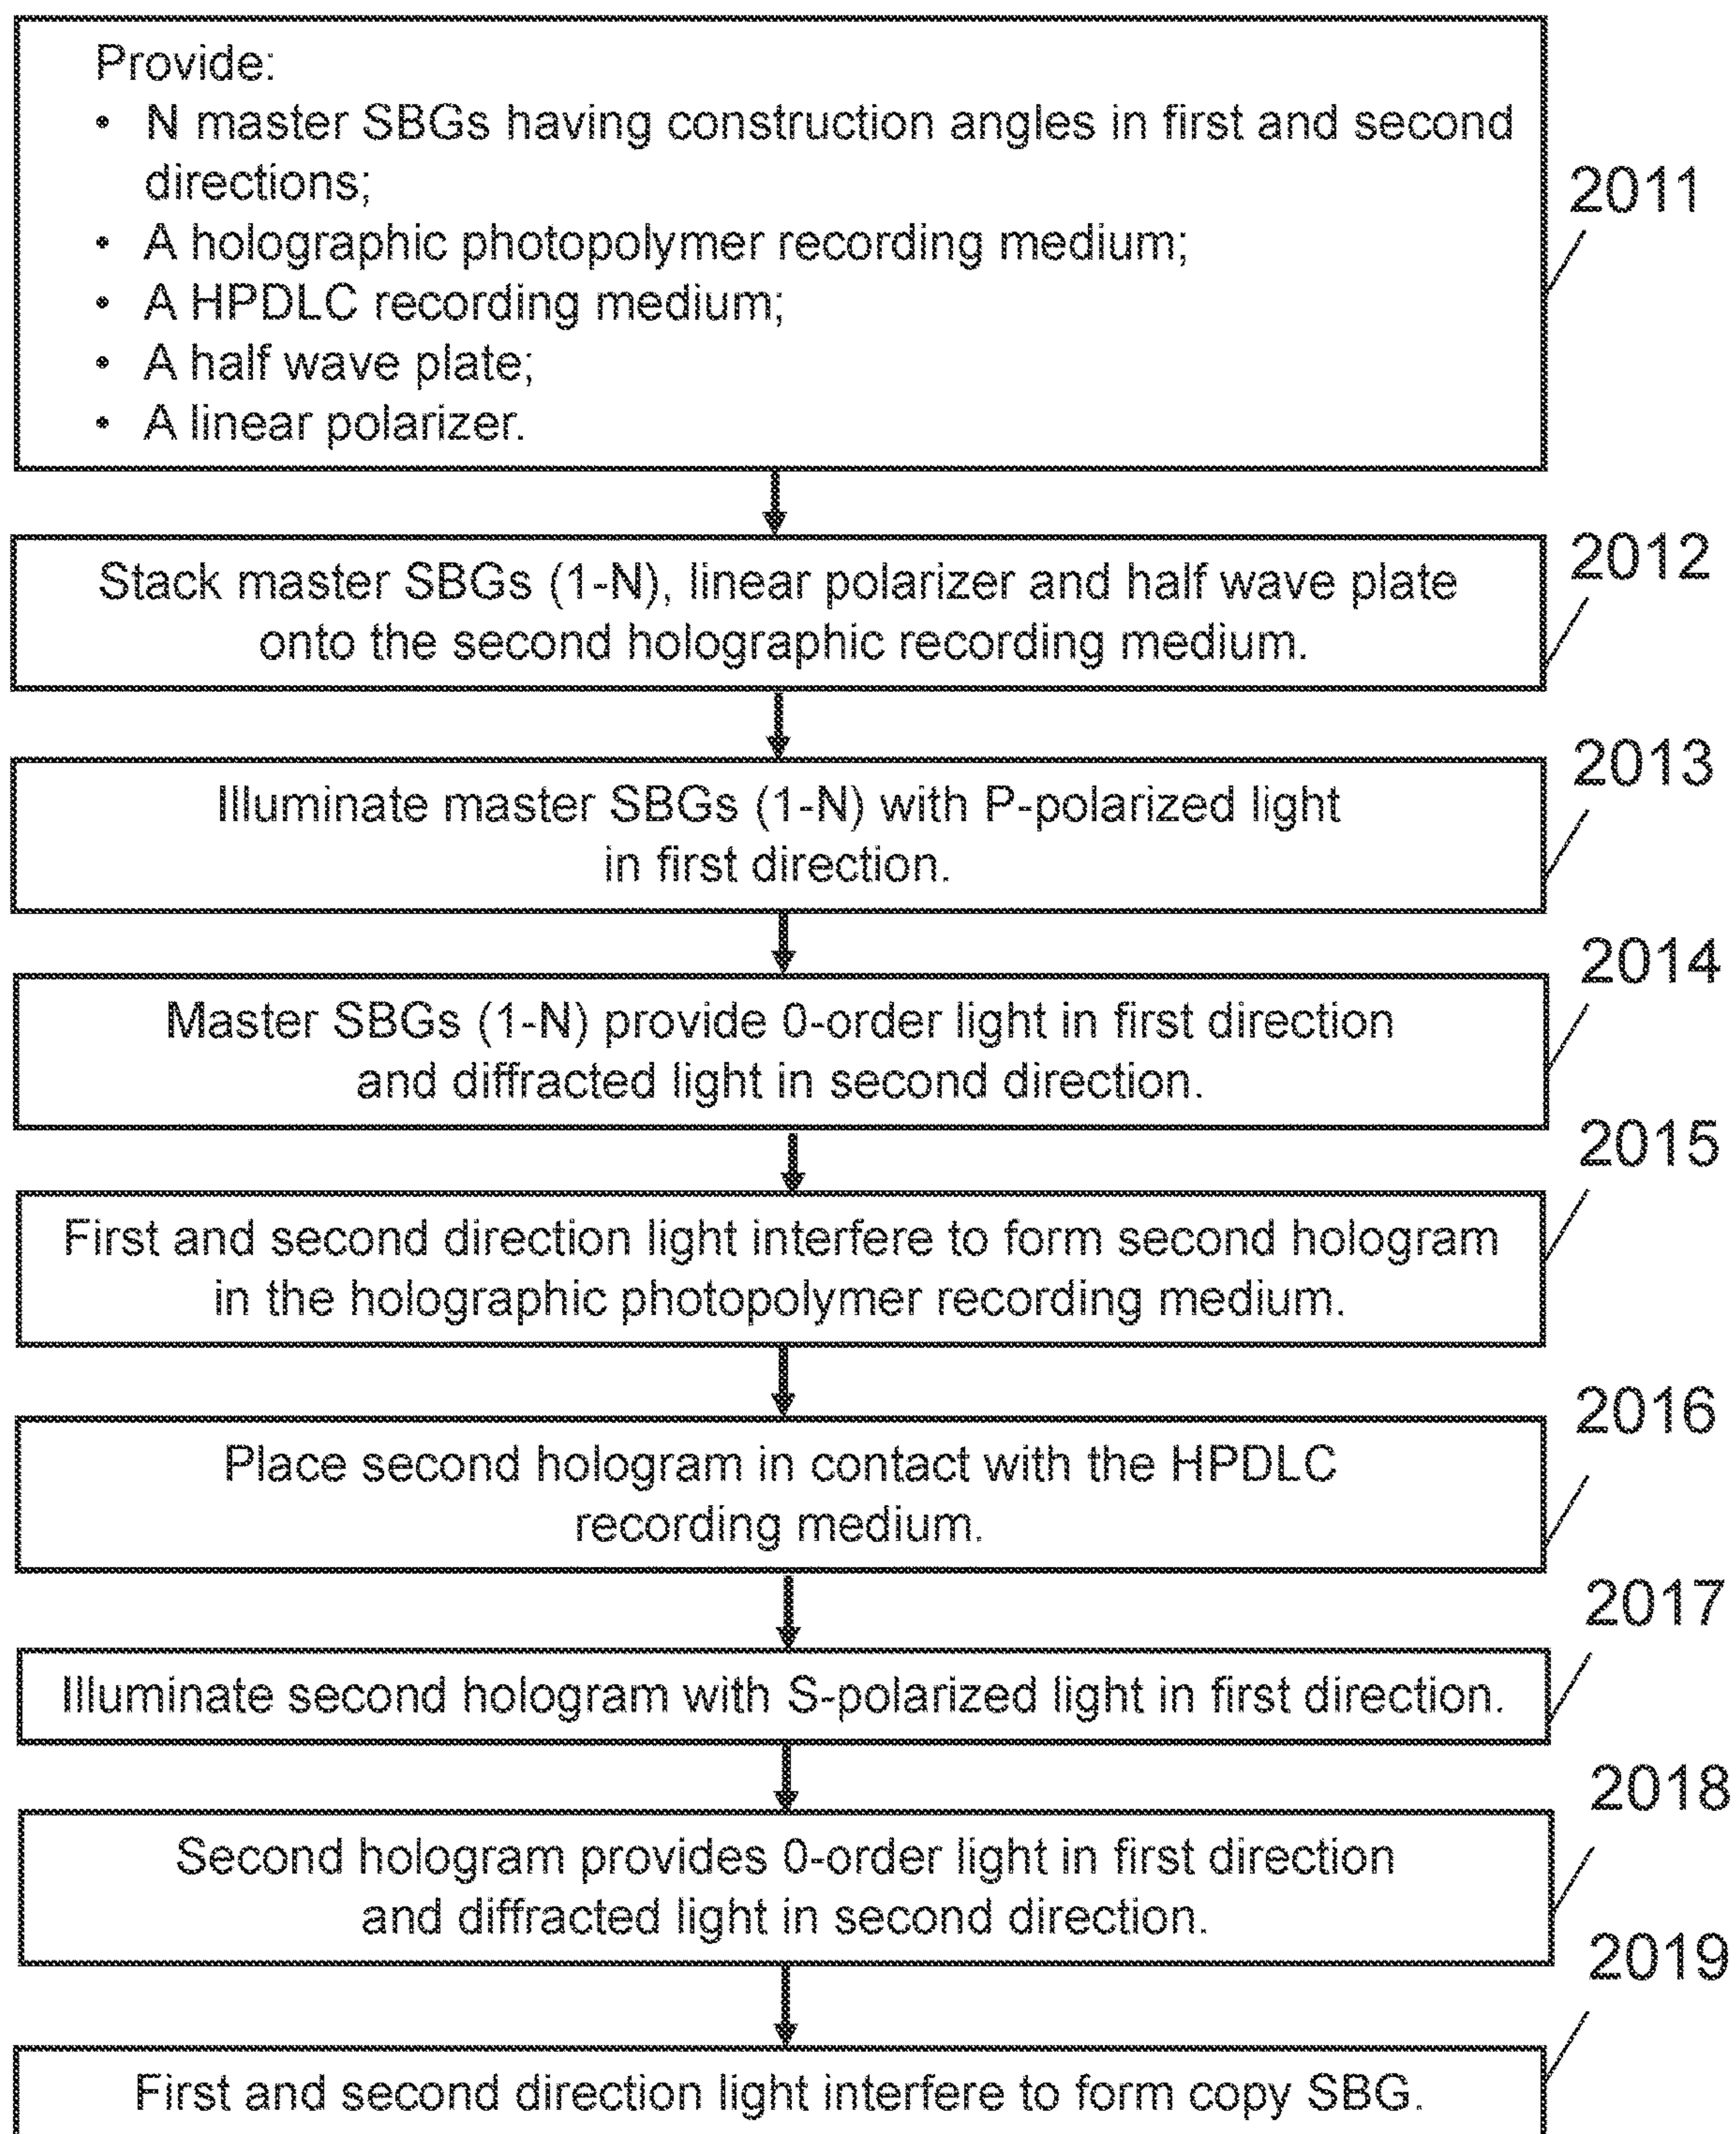 Provide:
• N master SBGs having construction angles in first and second
directions;
• A holographic photopolymer recording medium;
• A HPDLC recording medium;
• A half wave plate;
• A linear polarizer.
2011
Stack master SBGs (1-N), linear polarizer and half wave plate
onto the second holographic recording medium.
2012
Illuminate master SBGs (1-N) with P-polarized light
in first direction.
2013
Master SBGs (1-N) provide 0-order light in first direction
and diffracted light in second direction.
2014
First and second direction light interfere to form second hologram
in the holographic photopolymer recording medium.
2015
Place second hologram in contact with the HPDLC
recording medium.
2016
Illuminate second hologram with S-polarized light in first direction.
2017
Second hologram provides 0-order light in first direction
and diffracted light in second direction.
2018
First and second direction light interfere to form copy SBG.
2019